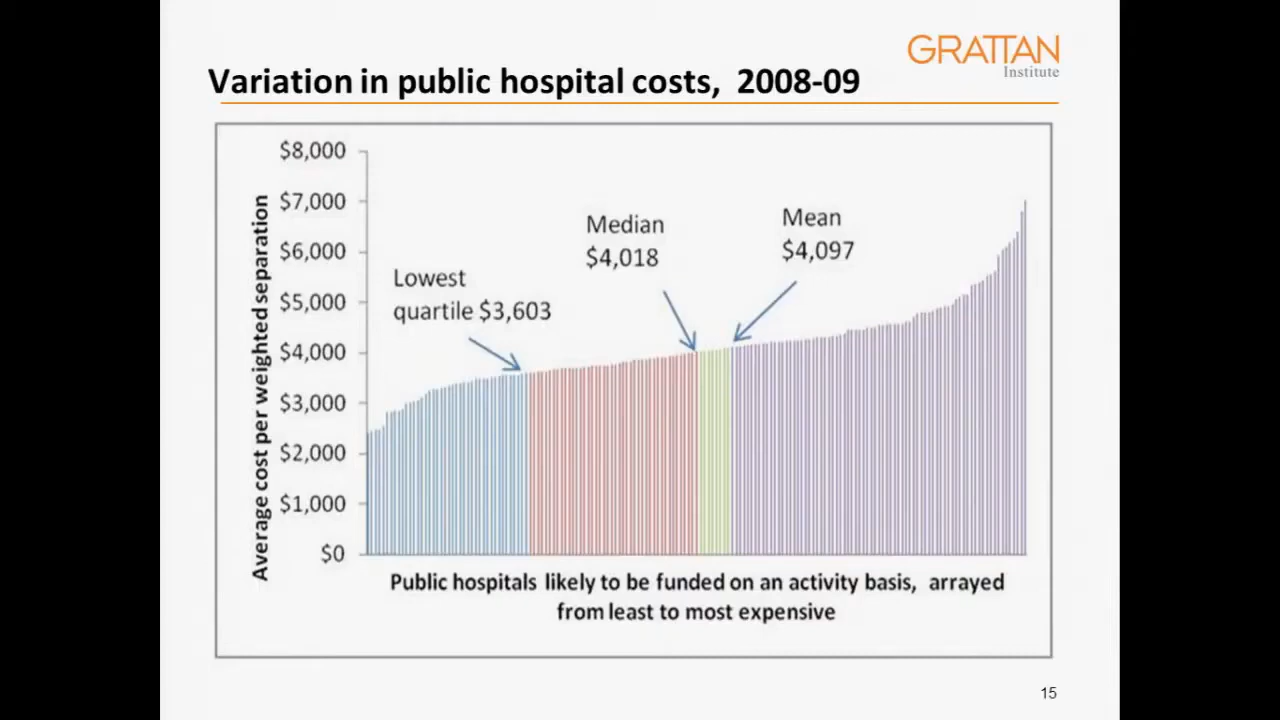 GRATTAN
Institute
Variation in public hospital costs, 2008-09
$8,000
$7,000
$6,000
$5,000
$4,000
$3,000
$2,000
$1,000
$0
Average cost per weighted separation
Lowest
quartile $3,603
Median
$4,018
Mean
$4,097
Public hospitals likely to be funded on an activity basis, arrayed
from least to most expensive
15